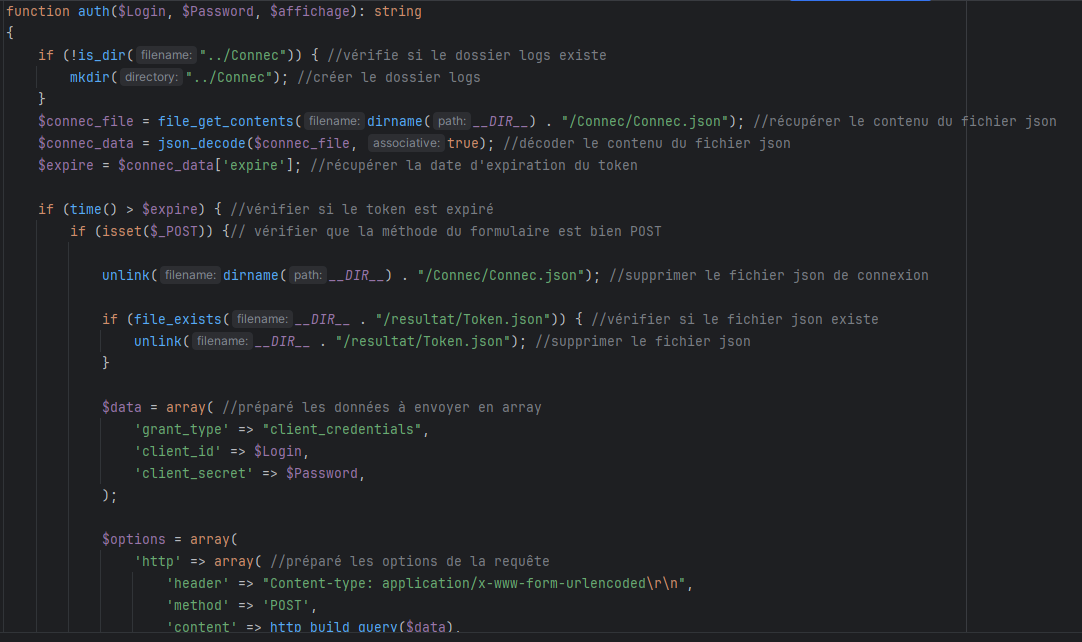 function auth($Login, $Password, $affichage): string
{
    if (!is_dir( filename: "../Connec")) { //vérifie si le dossier logs existe
        mkdir( directory: "../Connec"); //créer le dossier logs
    }
    $connec_file = file_get_contents( filename: dirname( path: __DIR__) . "/Connec/Connec.json"); //récupérer le contenu du fichier json
    $connec_data = json_decode($connec_file, associative: true); //décoder le contenu du fichier json
    $expire = $connec_data['expire']; //récupérer la date d'expiration du token

    if (time() > $expire) { //vérifier si le token est expiré
        if (isset($_POST)) {// vérifier que la méthode du formulaire est bien POST

            unlink( filename: dirname( path: __DIR__) . "/Connec/Connec.json"); //supprimer le fichier json de connexion

            if (file_exists( filename: __DIR__ . "/resultat/Token.json")) { //vérifier si le fichier json existe
                unlink( filename: __DIR__ . "/resultat/Token.json"); //supprimer le fichier json
            }

            $data = array( //préparé les données à envoyer en array
                'grant_type' => "client_credentials",
                'client_id' => $Login,
                'client_secret' => $Password,
            );

            $options = array(
                'http' => array( //préparé les options de la requête
                    'header' => "Content-type: application/x-www-form-urlencoded\r\n",
                    'method' => 'POST',
                    'content' => http_build_query($data),